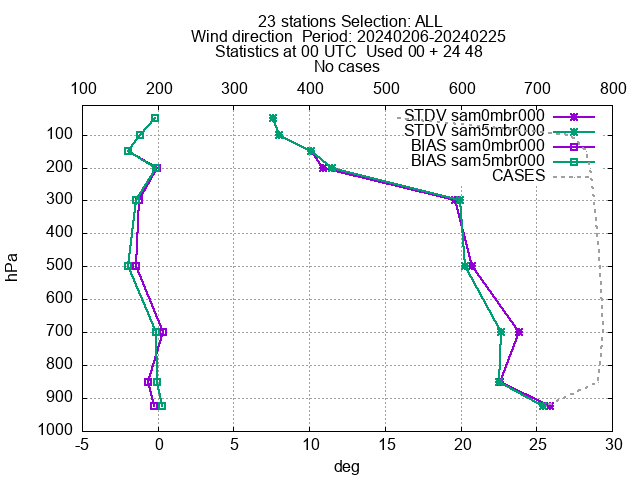 23 stations Selection: ALL
Wind direction  Period: 20240206-20240225
Statistics at 00 UTC  Used 00 + 24 48
No cases
100 200 300 400 500 600 700 800
STDV sam0mbr000
STDV sam5mbr000
BIAS sam0mbr000
BIAS sam5mbr000
CASES
100
200
300
400
500
600
700
800
900
1000
hPa
-5 0 5 10 15 20 25 30
deg